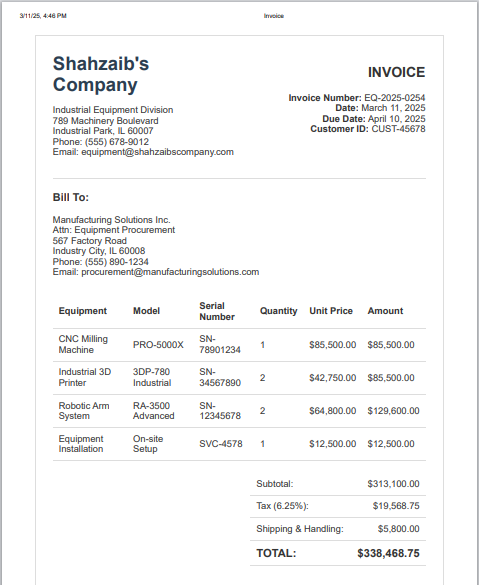 3/11/25, 4:46 PM Invoice
Shahzaib's
Company
Industrial Equipment Division
789 Machinery Boulevard
Industrial Park, IL 60007
Phone: (555) 678-9012
Email: equipment@shahzaibscompany.com
INVOICE
Invoice Number: EQ-2025-0254
Date: March 11, 2025
Due Date: April 10, 2025
Customer ID: CUST-45678
Bill To:
Manufacturing Solutions Inc.
Attn: Equipment Procurement
567 Factory Road
Industry City, IL 60008
Phone: (555) 890-1234
Email: procurement@manufacturingsolutions.com
Equipment Model Serial Number Quantity Unit Price Amount
CNC Milling Machine PRO-5000X SN-78901234 1 $85,500.00 $85,500.00
Industrial 3D Printer 3DP-780 Industrial SN-34567890 2 $42,750.00 $85,500.00
Robotic Arm System RA-3500 Advanced SN-12345678 2 $64,800.00 $129,600.00
Equipment Installation On-site Setup SVC-4578 1 $12,500.00 $12,500.00
Subtotal: $313,100.00
Tax (6.25%): $19,568.75
Shipping & Handling: $5,800.00
TOTAL: $338,468.75